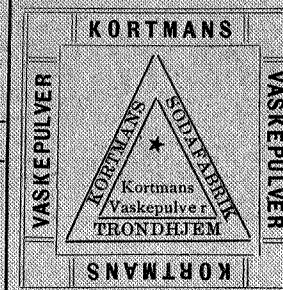 KORTMANS
VASKEPULVER
VASKEPULVER
KORTMANS
SODAFABRIK
Kortmans
Vaskepulver
TRONDHJEM
KORTMANS